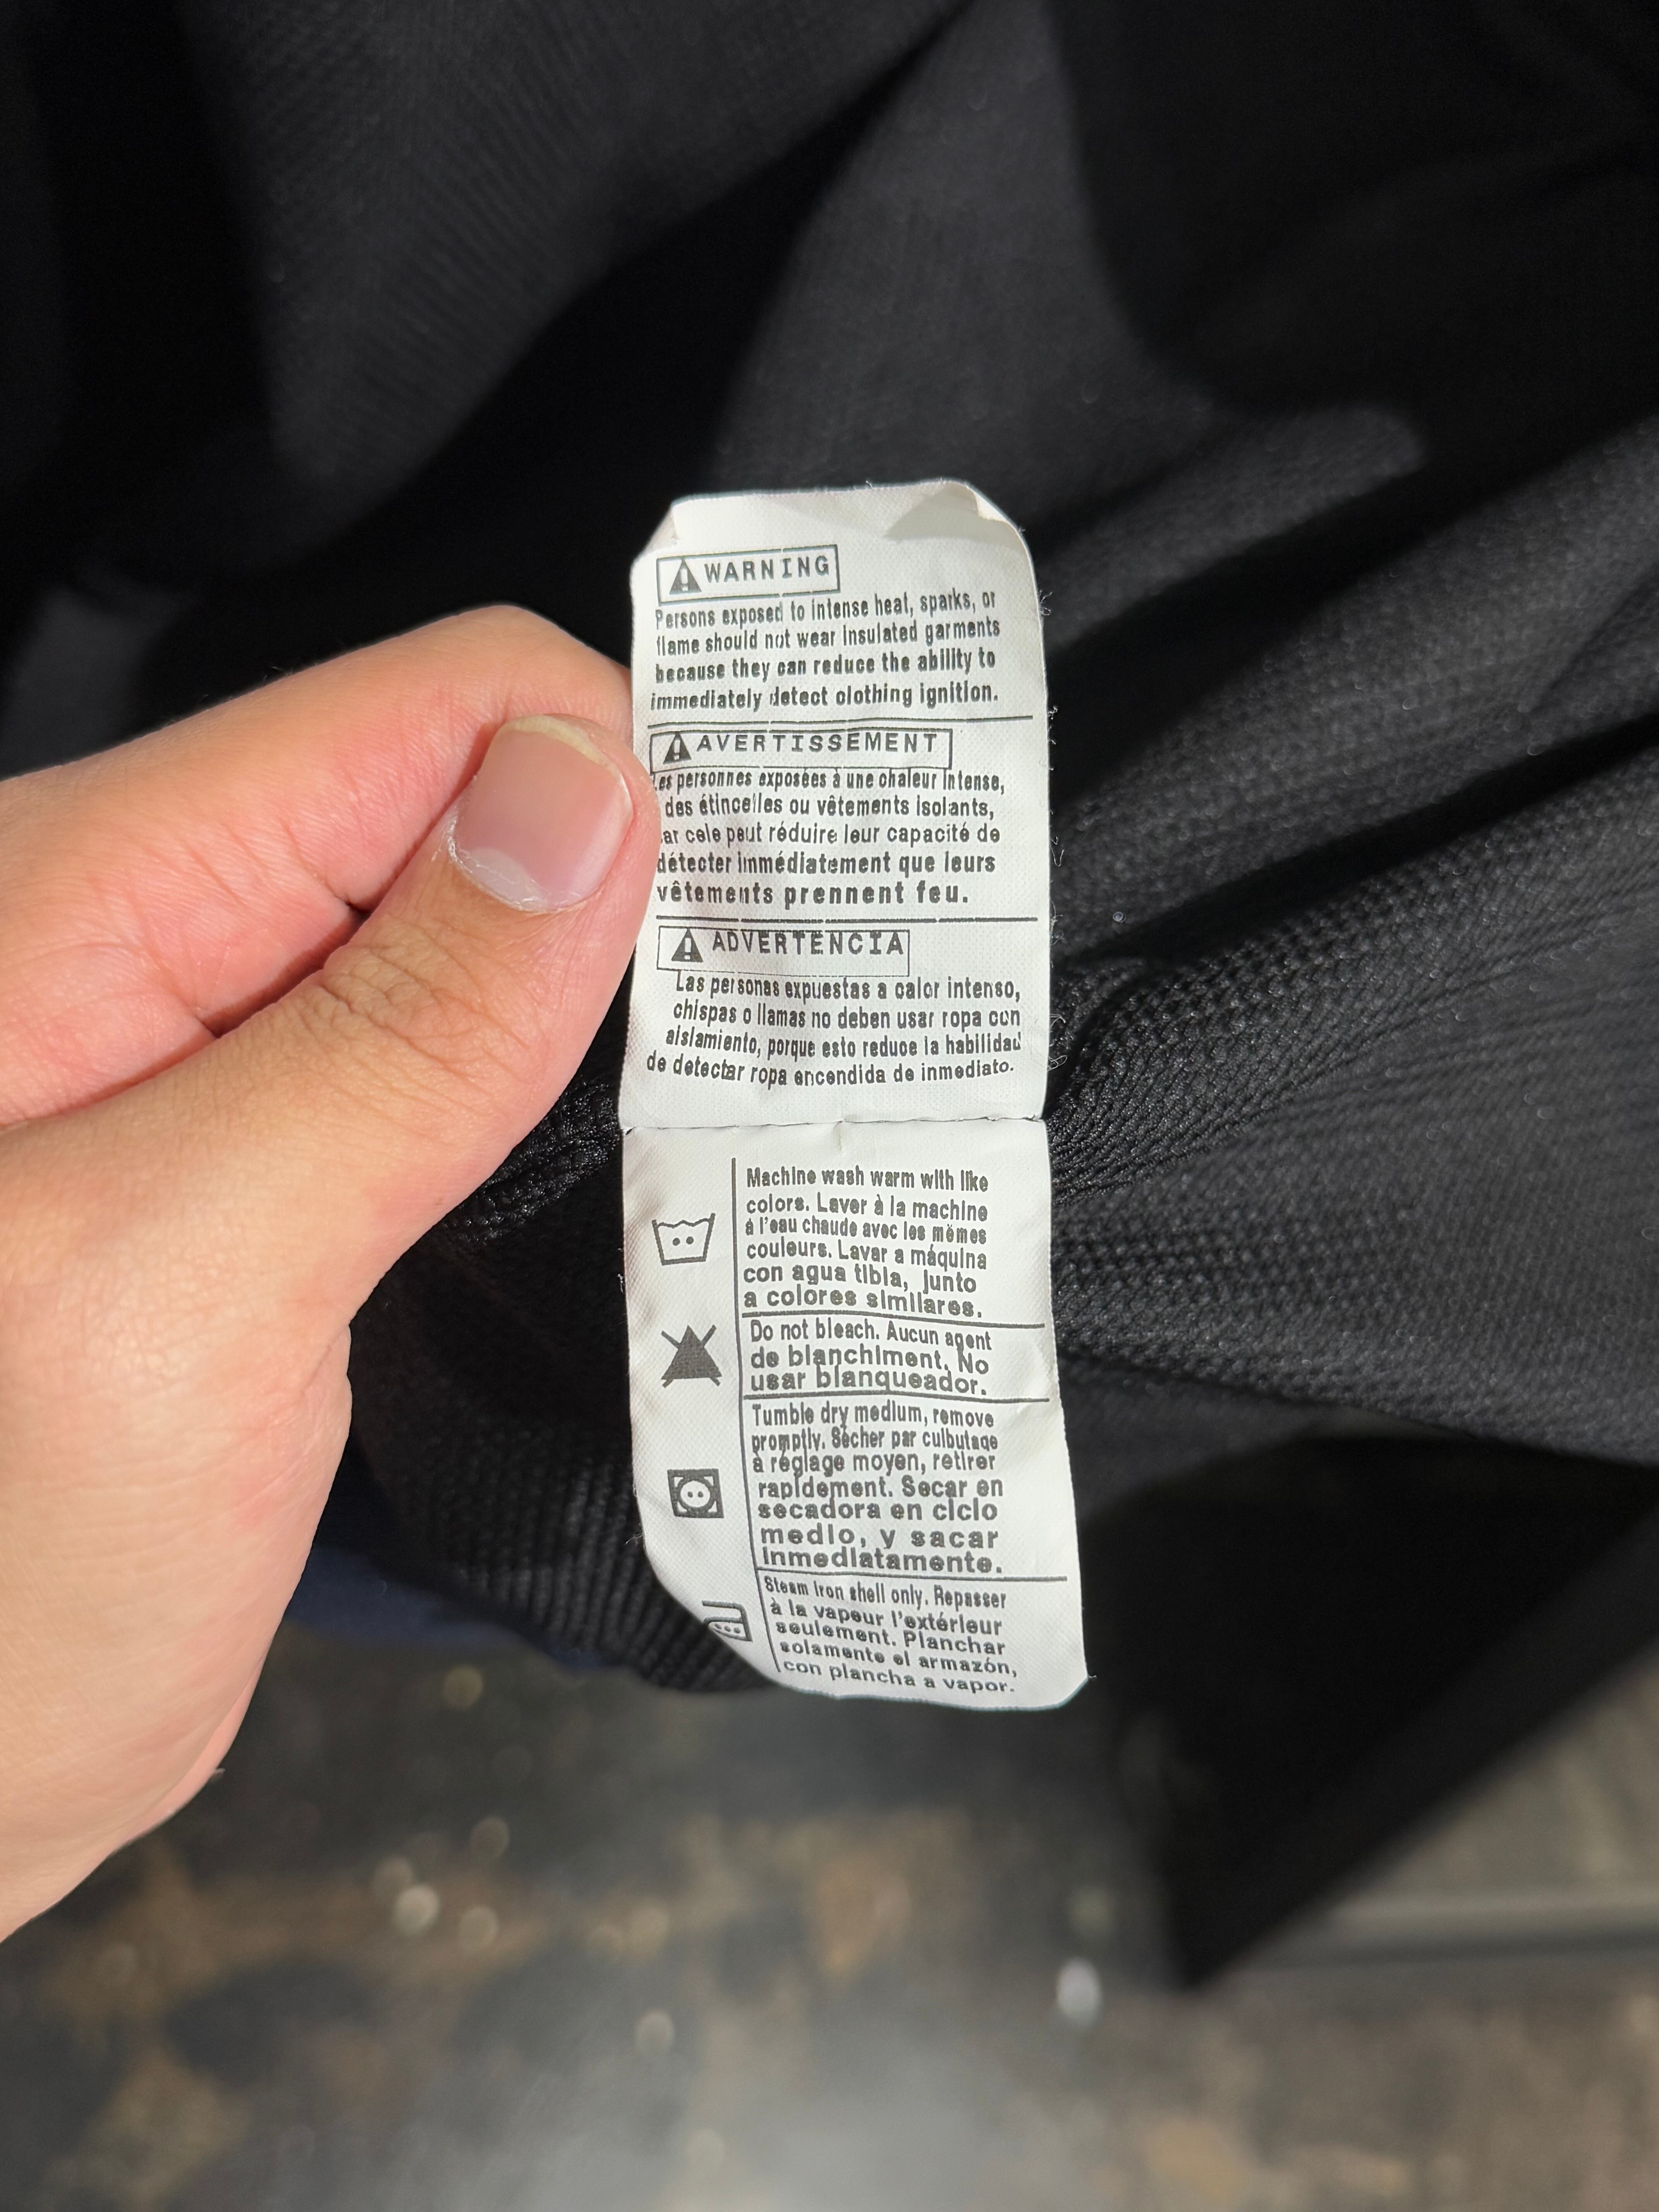 WARNING
Persons exposed to intense heat, sparks, or
flame should not wear insulated garments
because they can reduce the ability to
immediately detect clothing ignition.
AVERTISSEMENT
Les personnes exposées à une chaleur intense,
des étincelles ou vêtements isolants,
car cele peut réduire leur capacité de
détecter immédiatement que leurs
vêtements prennent feu.
ADVERTENCIA
Las personas expuestas a calor intenso,
chispas o llamas no deben usar ropa con
aislamiento, porque esto reduce la habilidad
de detectar ropa encendida de inmediato.
Machine wash warm with like
colors. Laver à la machine
à l'eau chaude avec les mêmes
couleurs. Lavar a máquina
con agua tibia, junto
a colores similares.
Do not bleach. Aucun agent
de blanchiment. No
usar blanqueador.
Tumble dry medium, remove
promptly. Sècher par culbutage
à réglage moyen, retirer
rapidement. Secar en
secadora en ciclo
medio, y sacar
inmediatamente.
Steam iron shell only. Repasser
à la vapeur l'extérieur
seulement. Planchar
solamente el armazón,
con plancha a vapor.